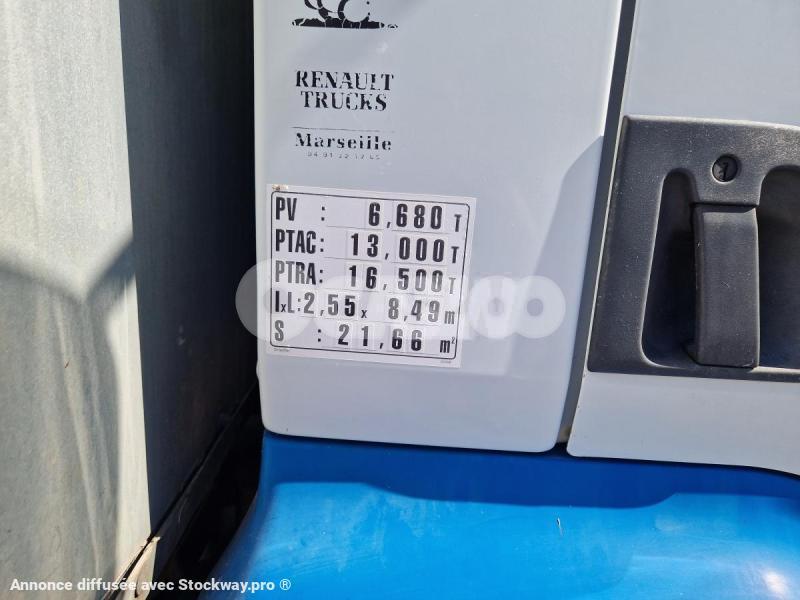 RENAULT
TRUCKS
Marseille
PV : 6,680 T
PTAC: 13,000 T
PTRA: 16,500 T
lxL: 2,55 x 8,49 m
S : 21,66 m²
Annonce diffusée avec Stockway.pro ®